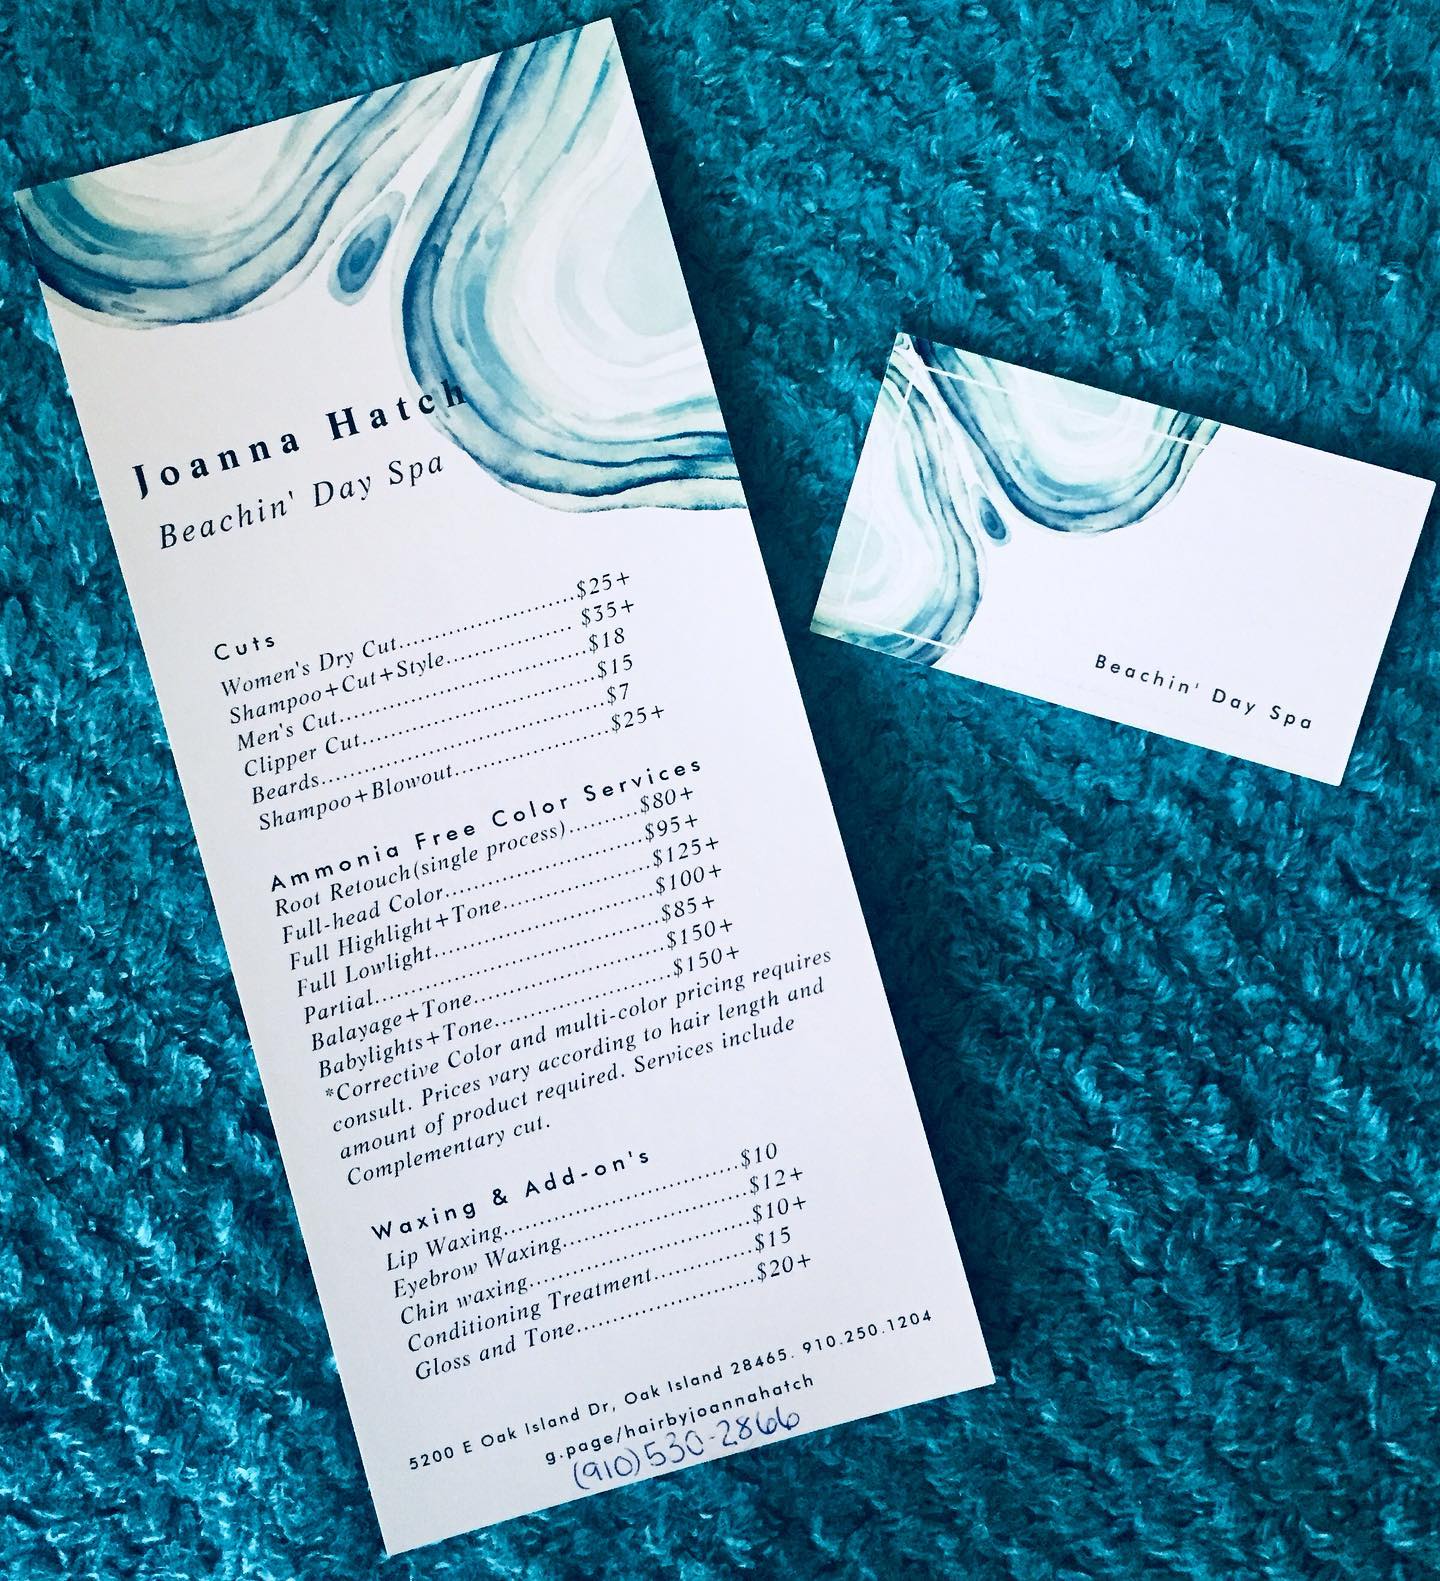 Joanna Hatch
Beachin' Day Spa
Cuts
Women's Dry Cut........................$25+
Shampoo+Cut+Style................. $35+
Men's Cut.................................$18
Clipper Cut...............................$15
Beards.........................................$7
Shampoo+Blowout.....................$25+
Ammonia Free Color Services
Root Retouch(single process)..........$80+
Full-head Color..........................$95+
Full Highlight+Tone....................$125+
Full Lowlight..............................$100+
Partial.......................................$85+
Balayage+Tone..........................$150+
Babylights+Tone........................$150+
*Corrective Color and multi-color pricing requires
consult. Prices vary according to hair length and
amount of product required. Services include
Complementary cut.
Waxing & Add-on's
Lip Waxing................................$10
Eyebrow Waxing.........................$12+
Chin waxing..............................$10+
Conditioning Treatment.............$15
Gloss and Tone.........................$20+
5200 E Oak Island Dr, Oak Island 28465. 910.250.1204
g.page/hairbyjoannahatch
(910)530-2866
Beachin' Day Spa